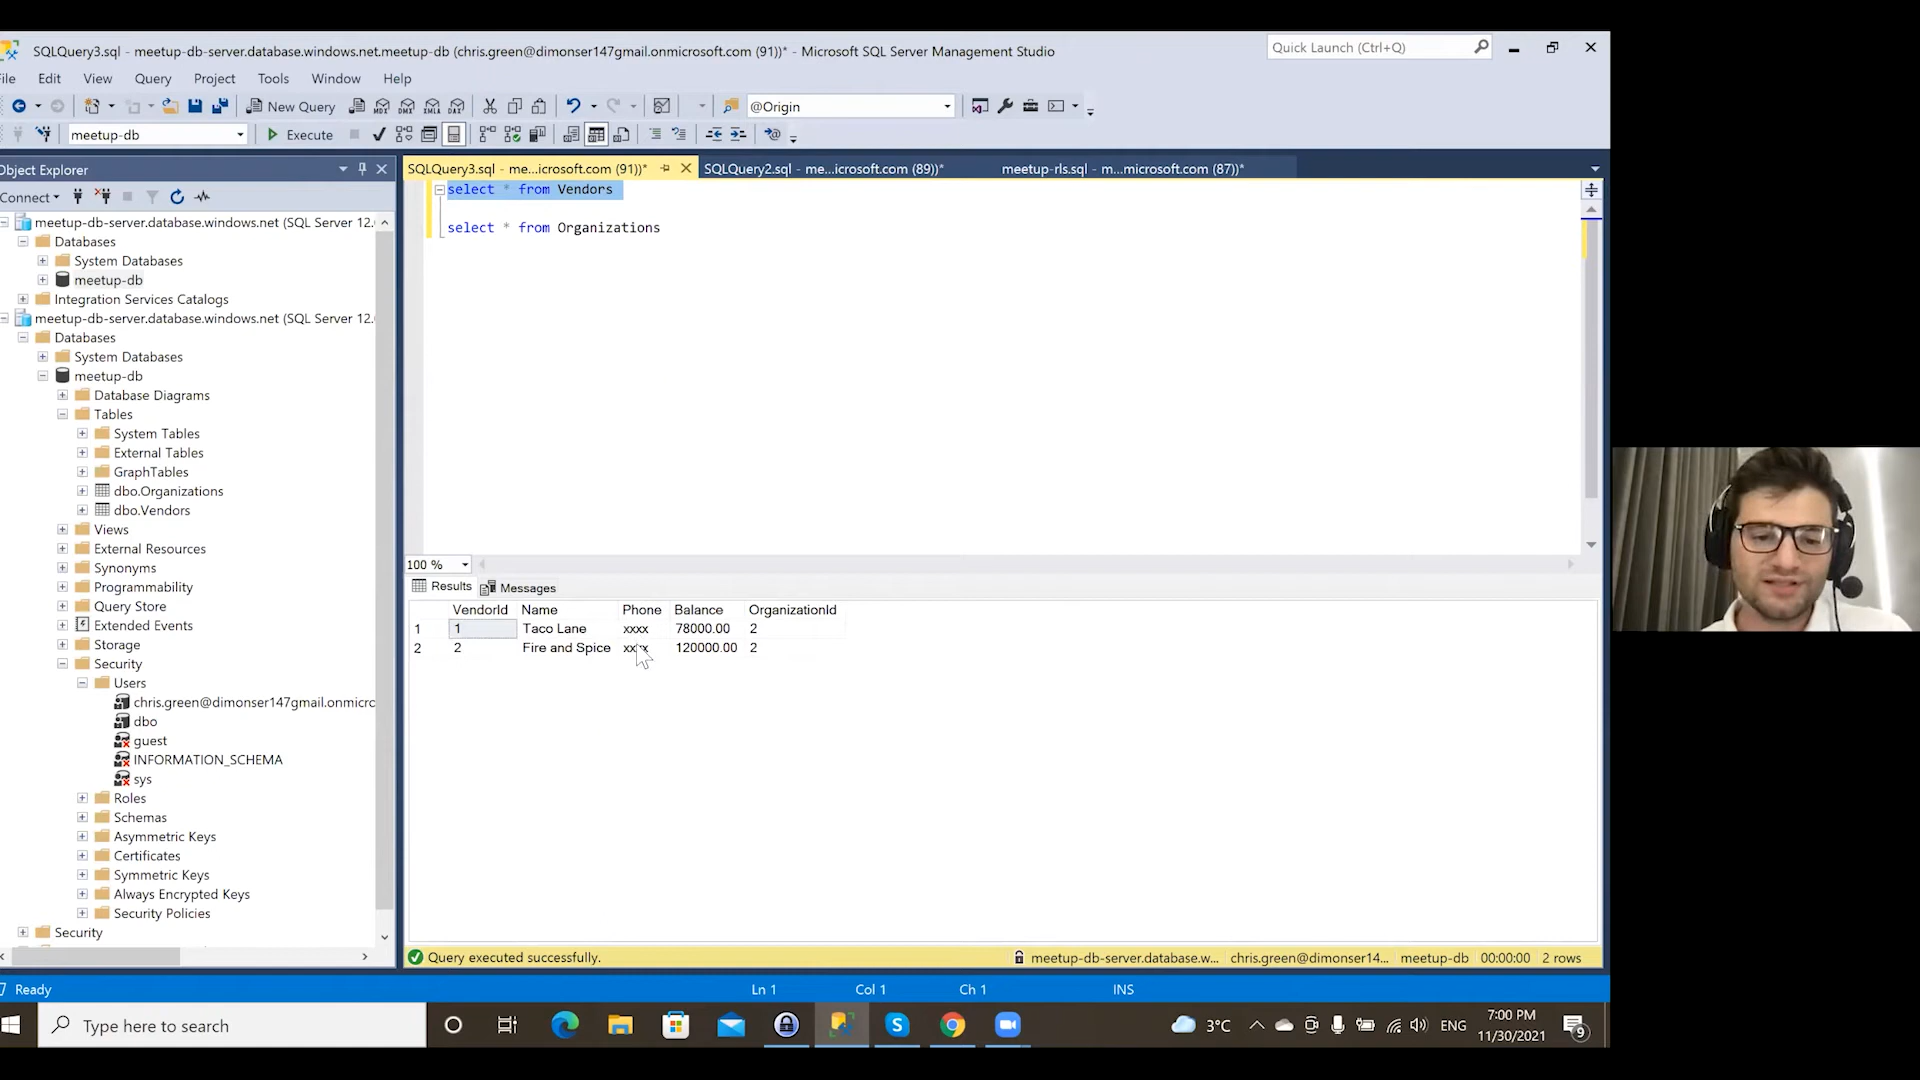 SQLQuery3.sql - meetup-db-server.database.windows.net.meetup-db (chris.green@dimonser147gmail.onmicrosoft.com (91))* - Microsoft SQL Server Management Studio
Quick Launch (Ctrl+Q)
File Edit View Query Project Tools Window Help
New Query MDX DMX XMLA DAX @Origin
meetup-db Execute
Object Explorer
SQLQuery3.sql - me...icrosoft.com (91))* SQLQuery2.sql - me...icrosoft.com (89))* meetup-rls.sql - m...microsoft.com (87))*
Connect
meetup-db-server.database.windows.net (SQL Server 12.
Databases
System Databases
meetup-db
Integration Services Catalogs
meetup-db-server.database.windows.net (SQL Server 12.
Databases
System Databases
meetup-db
Database Diagrams
Tables
System Tables
External Tables
GraphTables
dbo.Organizations
dbo.Vendors
Views
External Resources
Synonyms
Programmability
Query Store
Extended Events
Storage
Security
Users
chris.green@dimonser147gmail.onmicro
dbo
guest
INFORMATION_SCHEMA
sys
Roles
Schemas
Asymmetric Keys
Certificates
Symmetric Keys
Always Encrypted Keys
Security Policies
Security
select * from Vendors
select * from Organizations
100 %
Results Messages
VendorId Name Phone Balance OrganizationId
1 1 Taco Lane xxxx 78000.00 2
2 2 Fire and Spice xxxx 120000.00 2
Query executed successfully. meetup-db-server.database.w... chris.green@dimonser14... meetup-db 00:00:00 2 rows
Ready Ln 1 Col 1 Ch 1 INS
Type here to search
3°C ENG 7:00 PM
11/30/2021 9